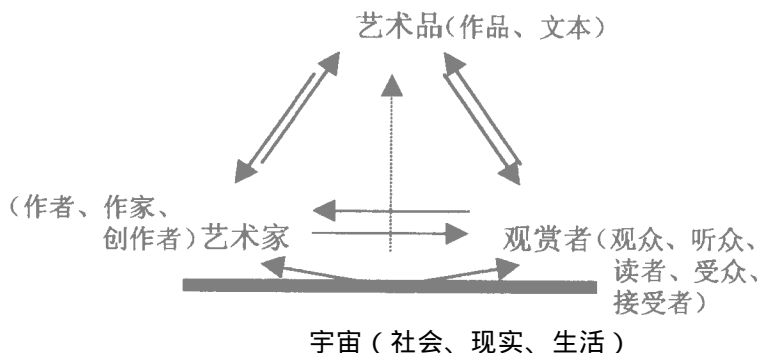 艺术品(作品、文本)
(作者、作家、
创作者)艺术家
观赏者(观众、听众、
读者、受众、
接受者)
宇宙(社会、现实、生活)